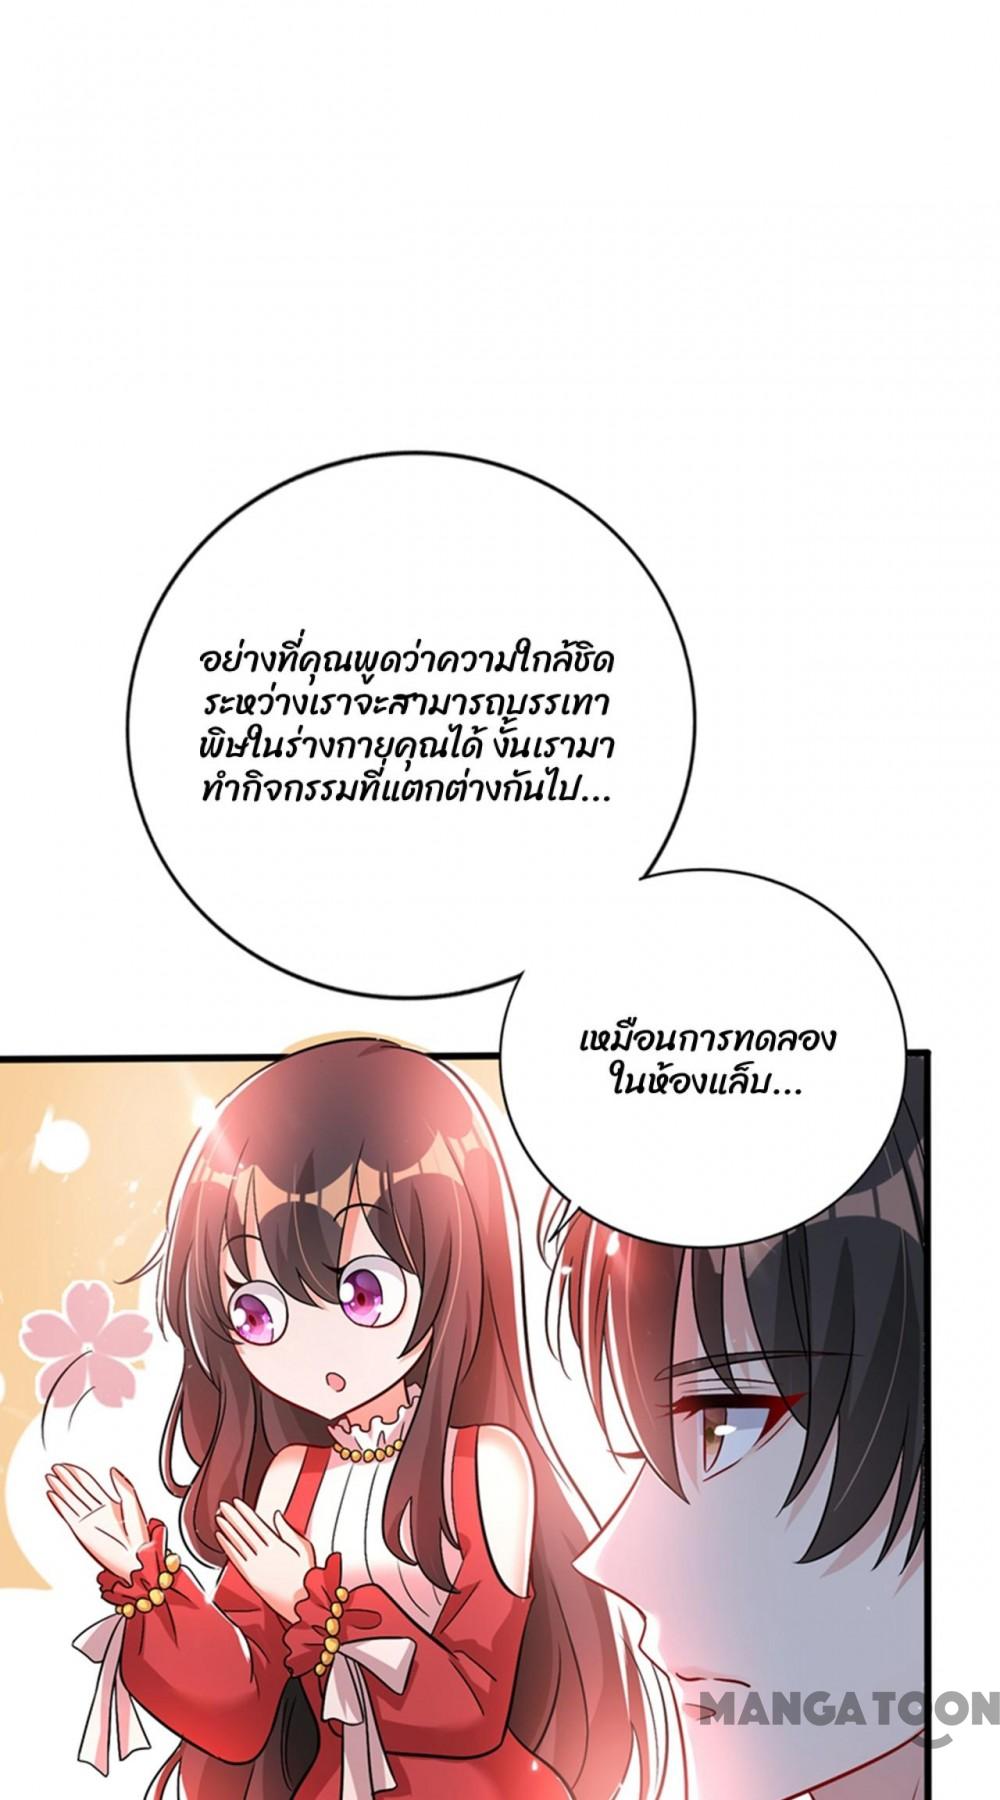 อย่างที่คุณพูดว่าความใกล้ชิด
ระหว่างเราจะสามารถบรรเทา
พิษในร่างกายคุณได้ งั้นเรามา
ทำกิจกรรมที่แตกต่างกันไป...
เหมือนการทดลอง
ในห้องแล็บ...
MANGATOON